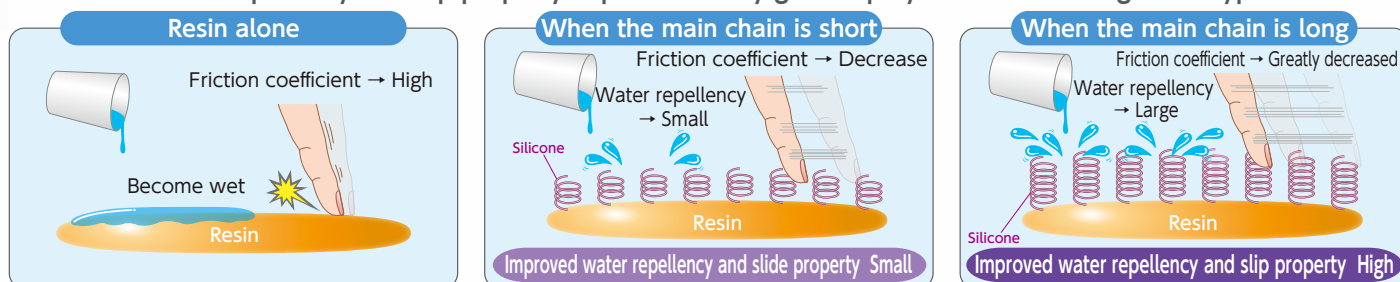 Resin alone
Friction coefficient → High
Become wet
Resin
When the main chain is short
Friction coefficient → Decrease
Water repellency
→ Small
Silicone
Resin
Improved water repellency and slide property Small
When the main chain is long
Friction coefficient → Greatly decreased
Water repellency
→ Large
Resin
Silicone
Improved water repellency and slip property High